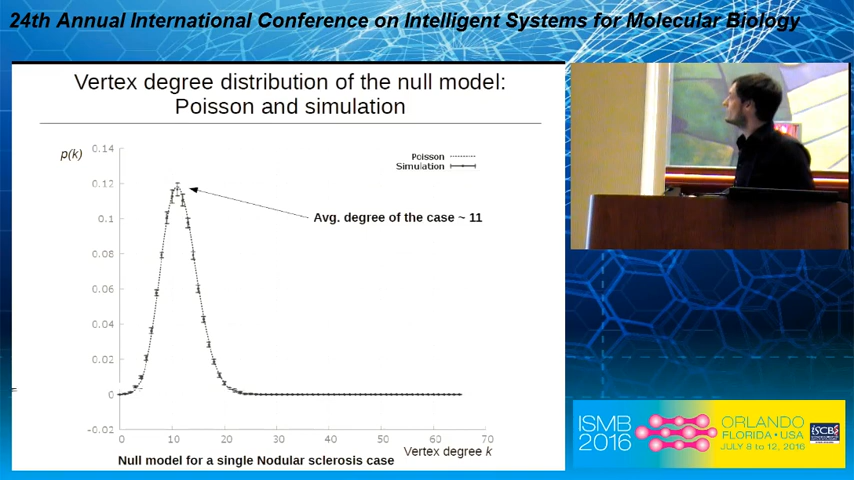 24th Annual International Conference on Intelligent Systems for Molecular Biology
Vertex degree distribution of the null model:
Poisson and simulation
p(k)
0.14
0.12
0.1
0.08
0.06
0.04
0.02
0
-0.02
Poisson
Simulation
Avg. degree of the case ~ 11
0 10 20 30 40 50 60 70
Vertex degree k
Null model for a single Nodular sclerosis case
ISMB
2016
ORLANDO
FLORIDA • USA
JULY 8 to 12, 2016
ISCB